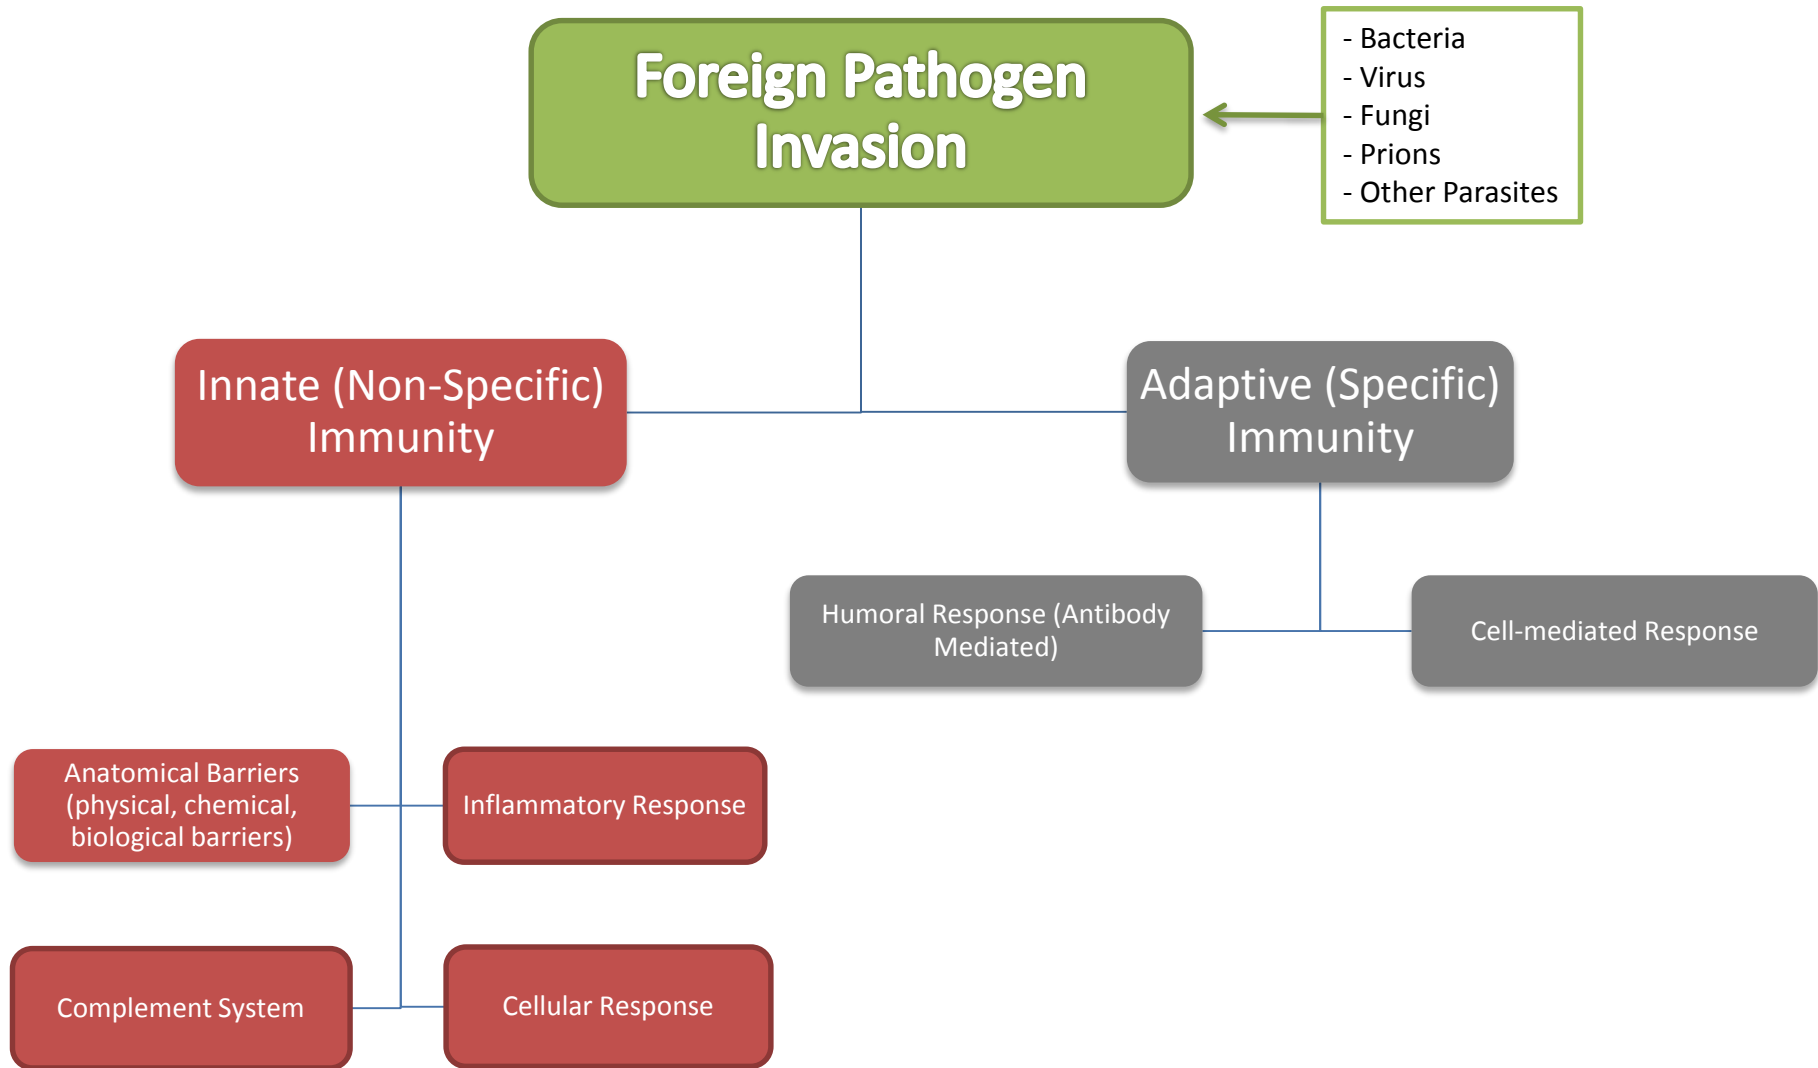 Foreign Pathogen
Invasion
- Bacteria
- Virus
- Fungi
- Prions
- Other Parasites
Innate (Non-Specific)
Immunity
Adaptive (Specific)
Immunity
Humoral Response (Antibody
Mediated)
Cell-mediated Response
Anatomical Barriers
(physical, chemical,
biological barriers)
Inflammatory Response
Complement System
Cellular Response